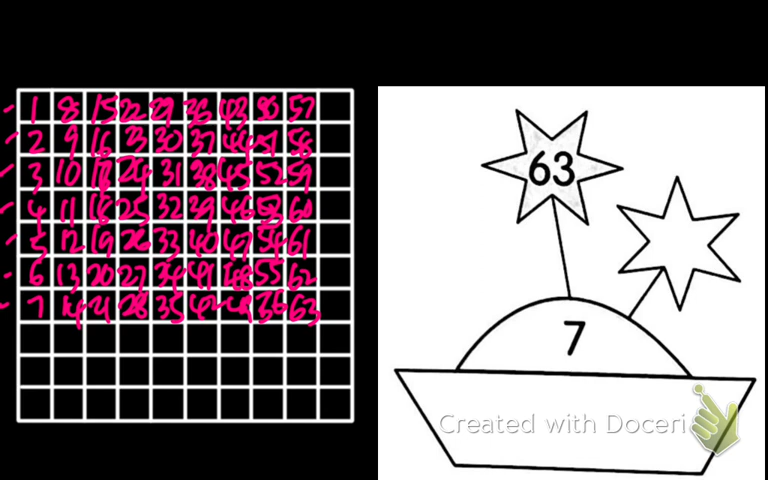 1 8 15 22 29 36 43 50 57
2 9 16 23 30 37 44 51 58
3 10 17 24 31 38 45 52 59
4 11 18 25 32 39 46 53 60
5 12 19 26 33 40 47 54 61
6 13 20 27 34 41 48 55 62
7 14 21 28 35 42 49 56 63
63
7
Created with Doceri